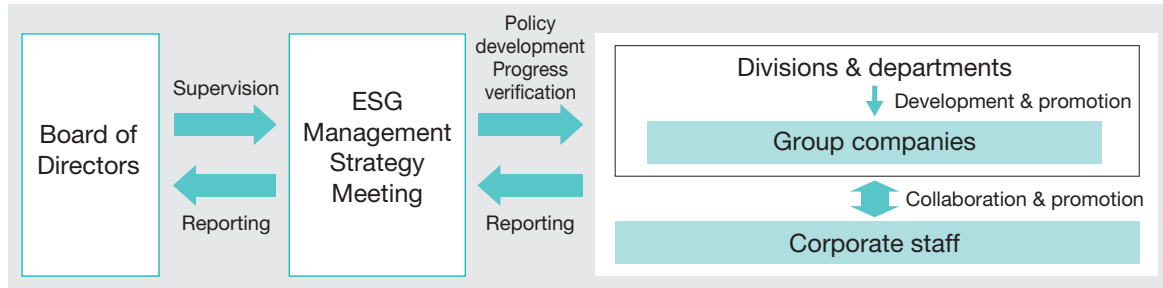 Board of
Directors
Supervision
Reporting
ESG
Management
Strategy
Meeting
Policy
development
Progress
verification
Reporting
Divisions & departments
Development & promotion
Group companies
Collaboration & promotion
Corporate staff